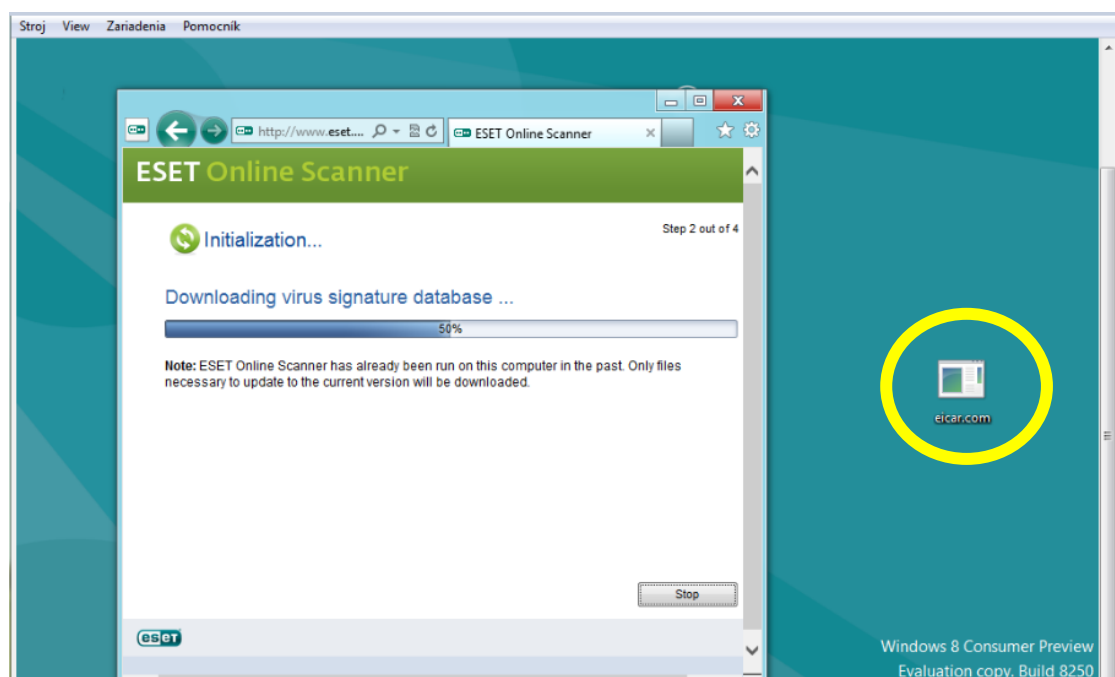 Stroj View Zariadenia Pomocník
http://www.eset....
ESET Online Scanner
ESET Online Scanner
Initialization...
Step 2 out of 4
Downloading virus signature database ...
50%
Note: ESET Online Scanner has already been run on this computer in the past. Only files
necessary to update to the current version will be downloaded.
eicar.com
Stop
eset
Windows 8 Consumer Preview
Evaluation copy. Build 8250